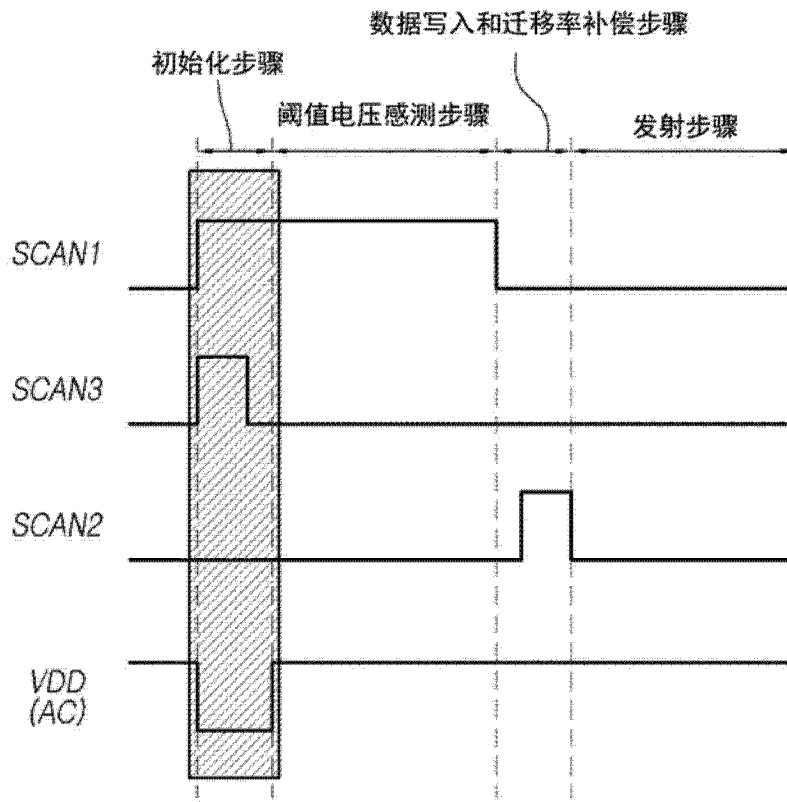 数据写入和迁移率补偿步骤
初始化步骤
阈值电压感测步骤
发射步骤
SCAN1
SCAN3
SCAN2
VDD
(AC)